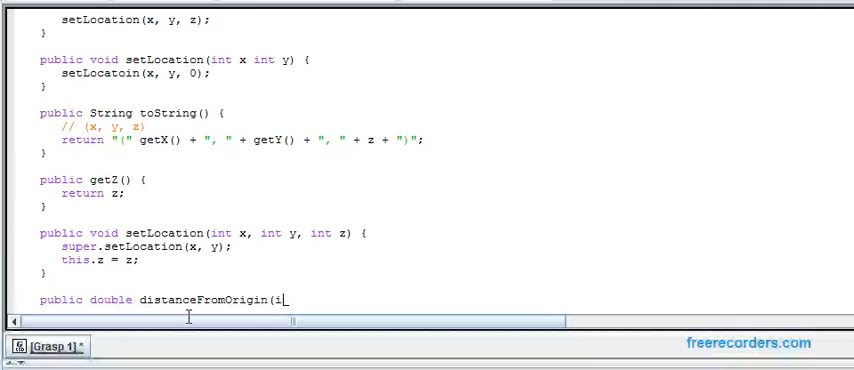 setLocation(x, y, z);
}
public void setLocation(int x int y) {
setLocatoin(x, y, 0);
}
public String toString() {
// (x, y, z)
return "(" getX() + ", " + getY() + ", " + z + ")";
}
public getZ() {
return z;
}
public void setLocation(int x, int y, int z) {
super.setLocation(x, y);
this.z = z;
}
public double distanceFromOrigin(i
[Grasp 1]*
freerecorders.com